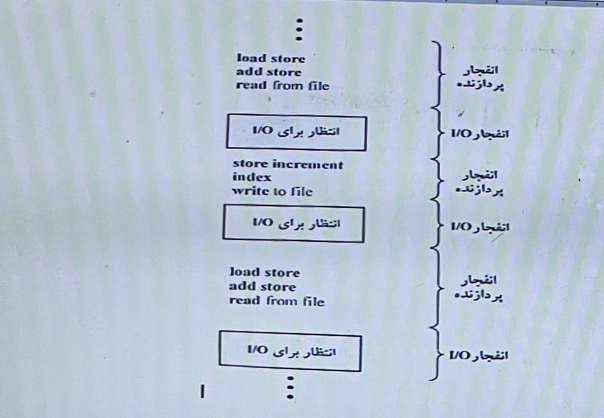 load store
add store
read from file
انفجار
پردازنده
انتظار برای I/O
انفجار I/O
store increment
index
write to file
انفجار
پردازنده
انتظار برای I/O
انفجار I/O
load store
add store
read from file
انفجار
پردازنده
انتظار برای I/O
انفجار I/O